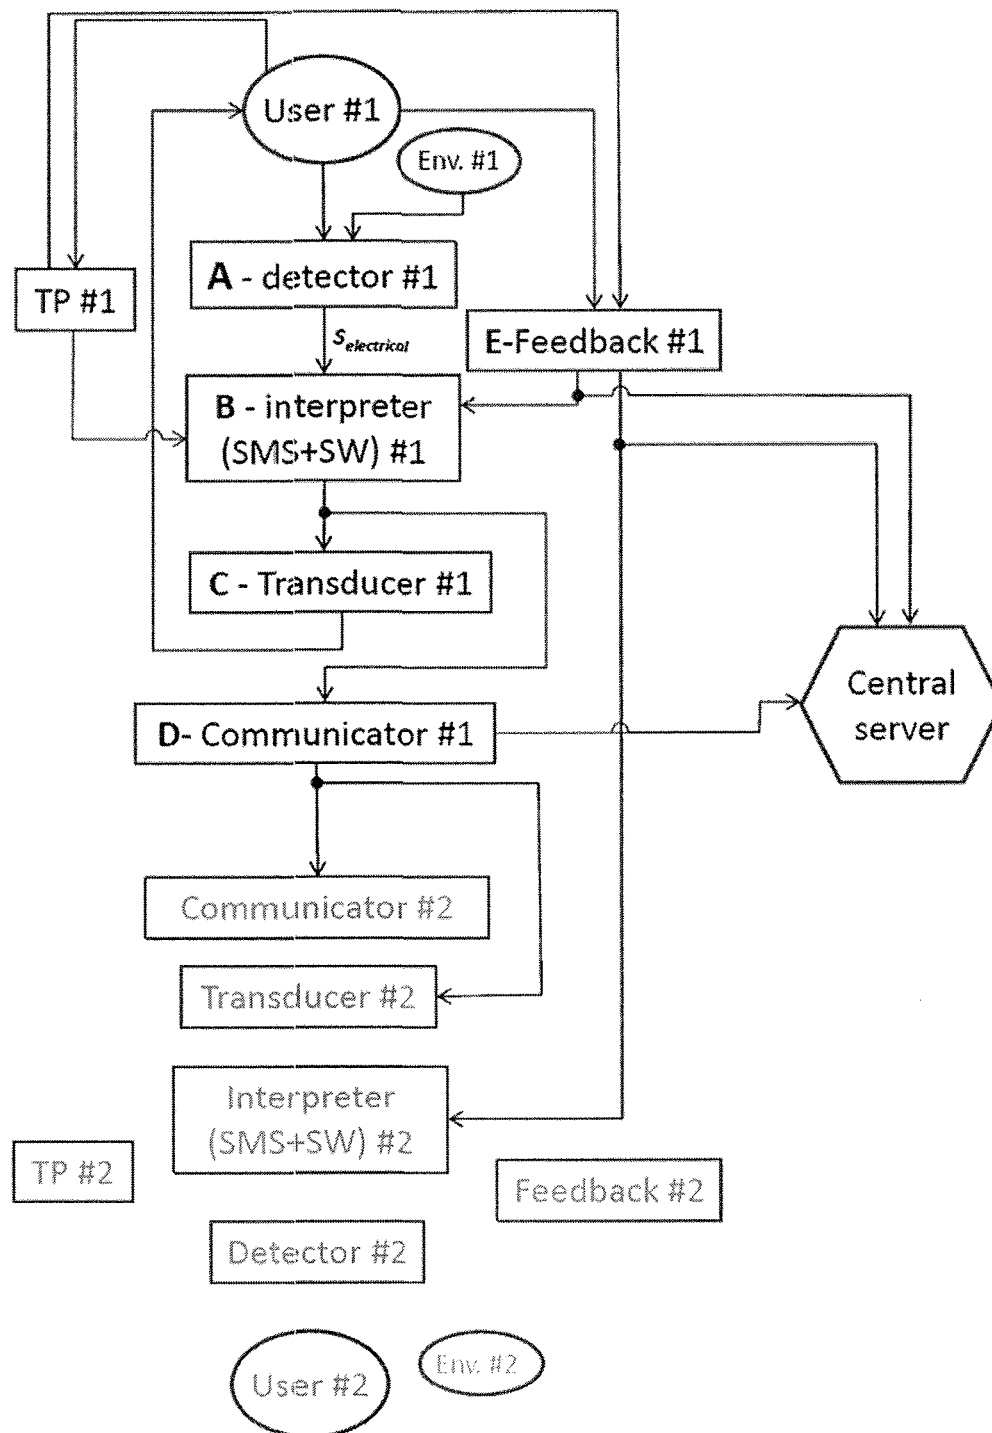 User #1
Env. #1
A - detector #1
TP #1
S electrical
E-Feedback #1
B - interpreter
(SMS+SW) #1
C - Transducer #1
Central
server
D- Communicator #1
Communicator #2
Transducer #2
Interpreter
(SMS+SW) #2
TP #2
Feedback #2
Detector #2
User #2
Env. #2